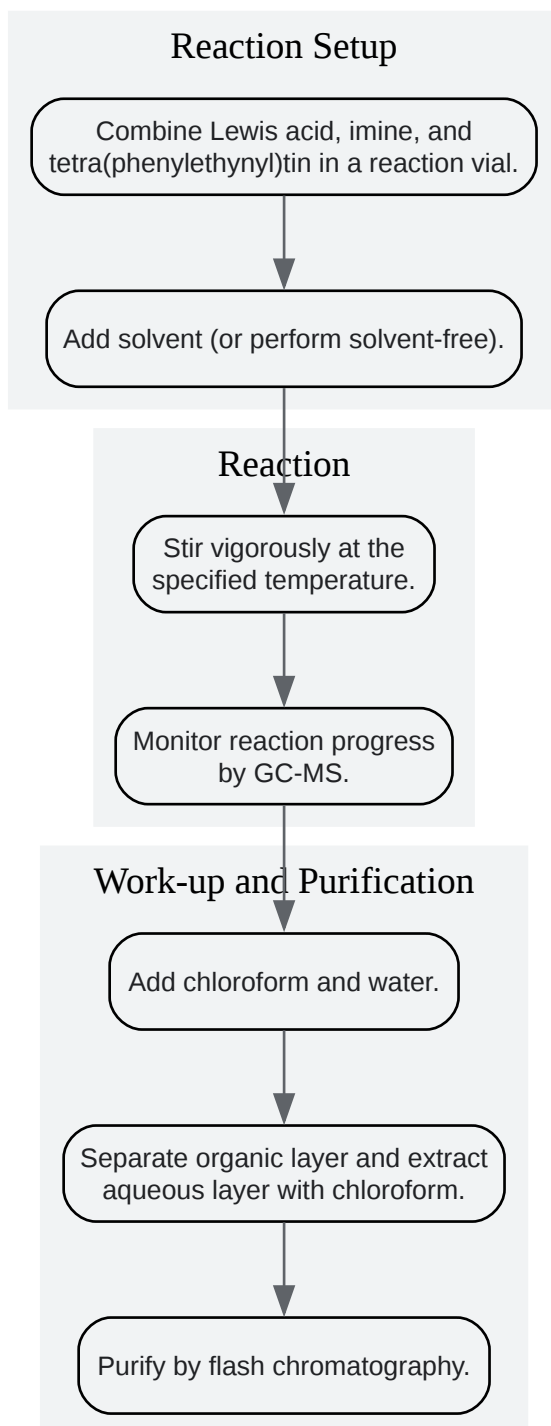 Reaction Setup
Combine Lewis acid, imine, and
tetra(phenylethynyl)tin in a reaction vial.
Add solvent (or perform solvent-free).
Reaction
Stir vigorously at the
specified temperature.
Monitor reaction progress
by GC-MS.
Work-up and Purification
Add chloroform and water.
Separate organic layer and extract
aqueous layer with chloroform.
Purify by flash chromatography.